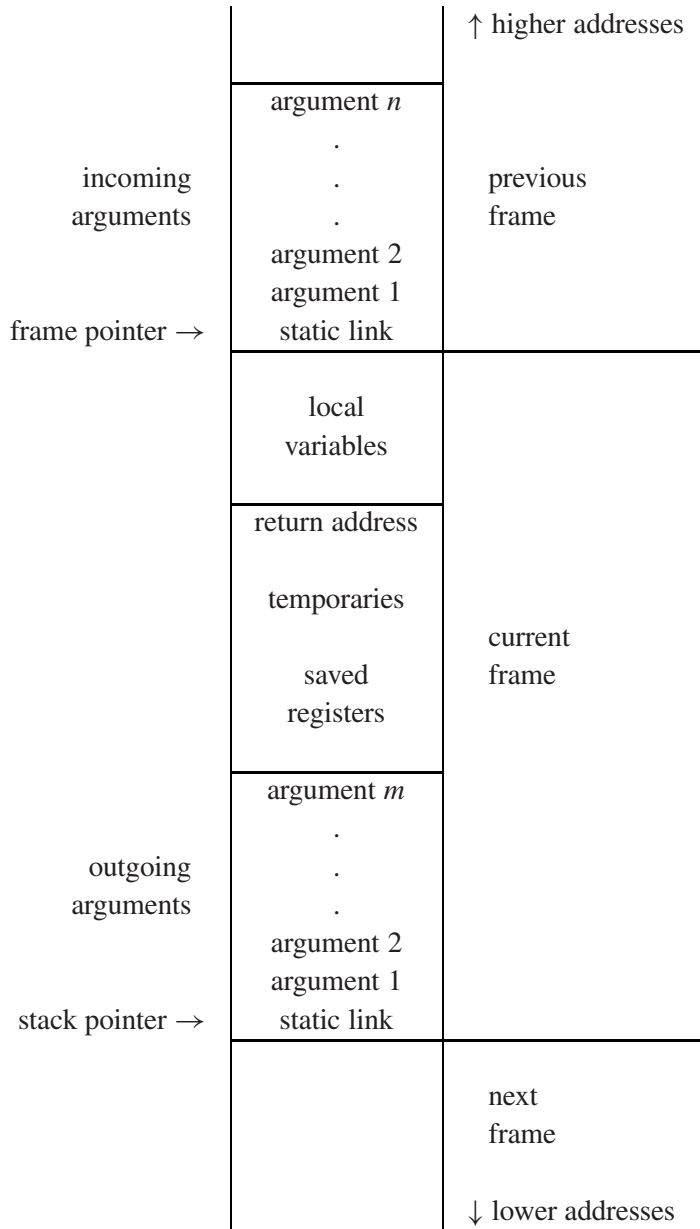 ↑ higher addresses
argument n
.
incoming . previous
arguments . frame
argument 2
argument 1
frame pointer → static link
local
variables
return address
temporaries
current
saved frame
registers
argument m
.
outgoing .
arguments .
argument 2
argument 1
stack pointer → static link
next
frame
↓ lower addresses